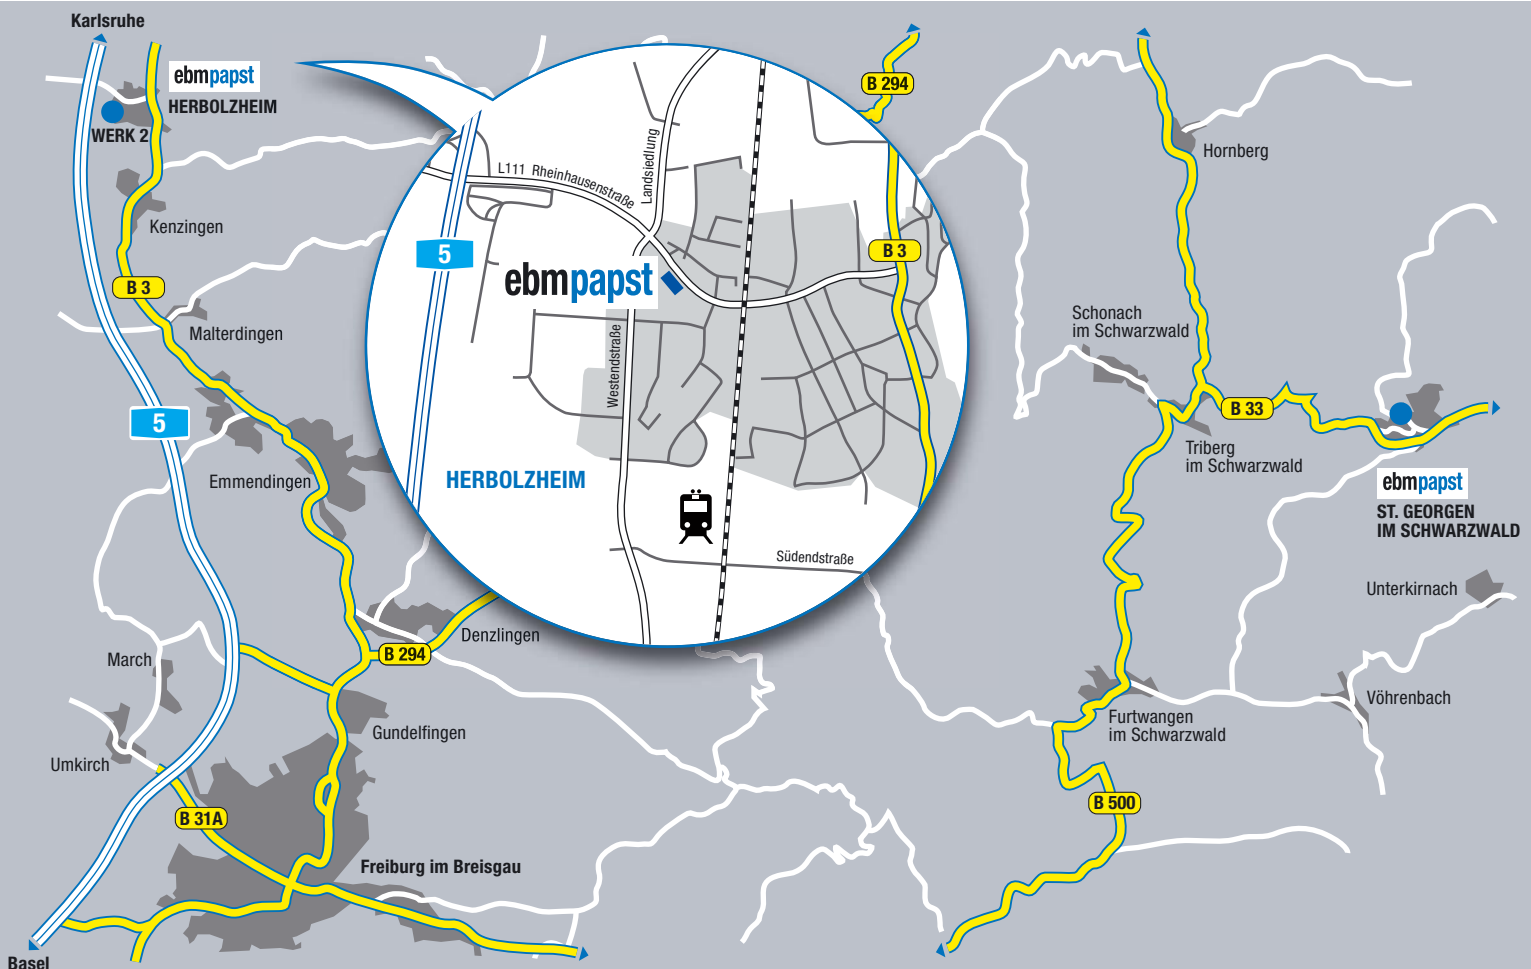 Karlsruhe
ebmpapst
HERBOLZHEIM
WERK 2
Kenzingen
B 3
Malterdingen
5
Emmendingen
March
Umkirch
B 31A
Basel
Freiburg im Breisgau
Gundelfingen
B 294
Denzlingen
L111 Rheinhausenstraße
Landsiedlung
5
ebmpapst
Westendstraße
HERBOLZHEIM
Südendstraße
B 3
B 294
Hornberg
Schonach
im Schwarzwald
B 33
Triberg
im Schwarzwald
ebmpapst
ST. GEORGEN
IM SCHWARZWALD
Unterkirnach
Vöhrenbach
Furtwangen
im Schwarzwald
B 500